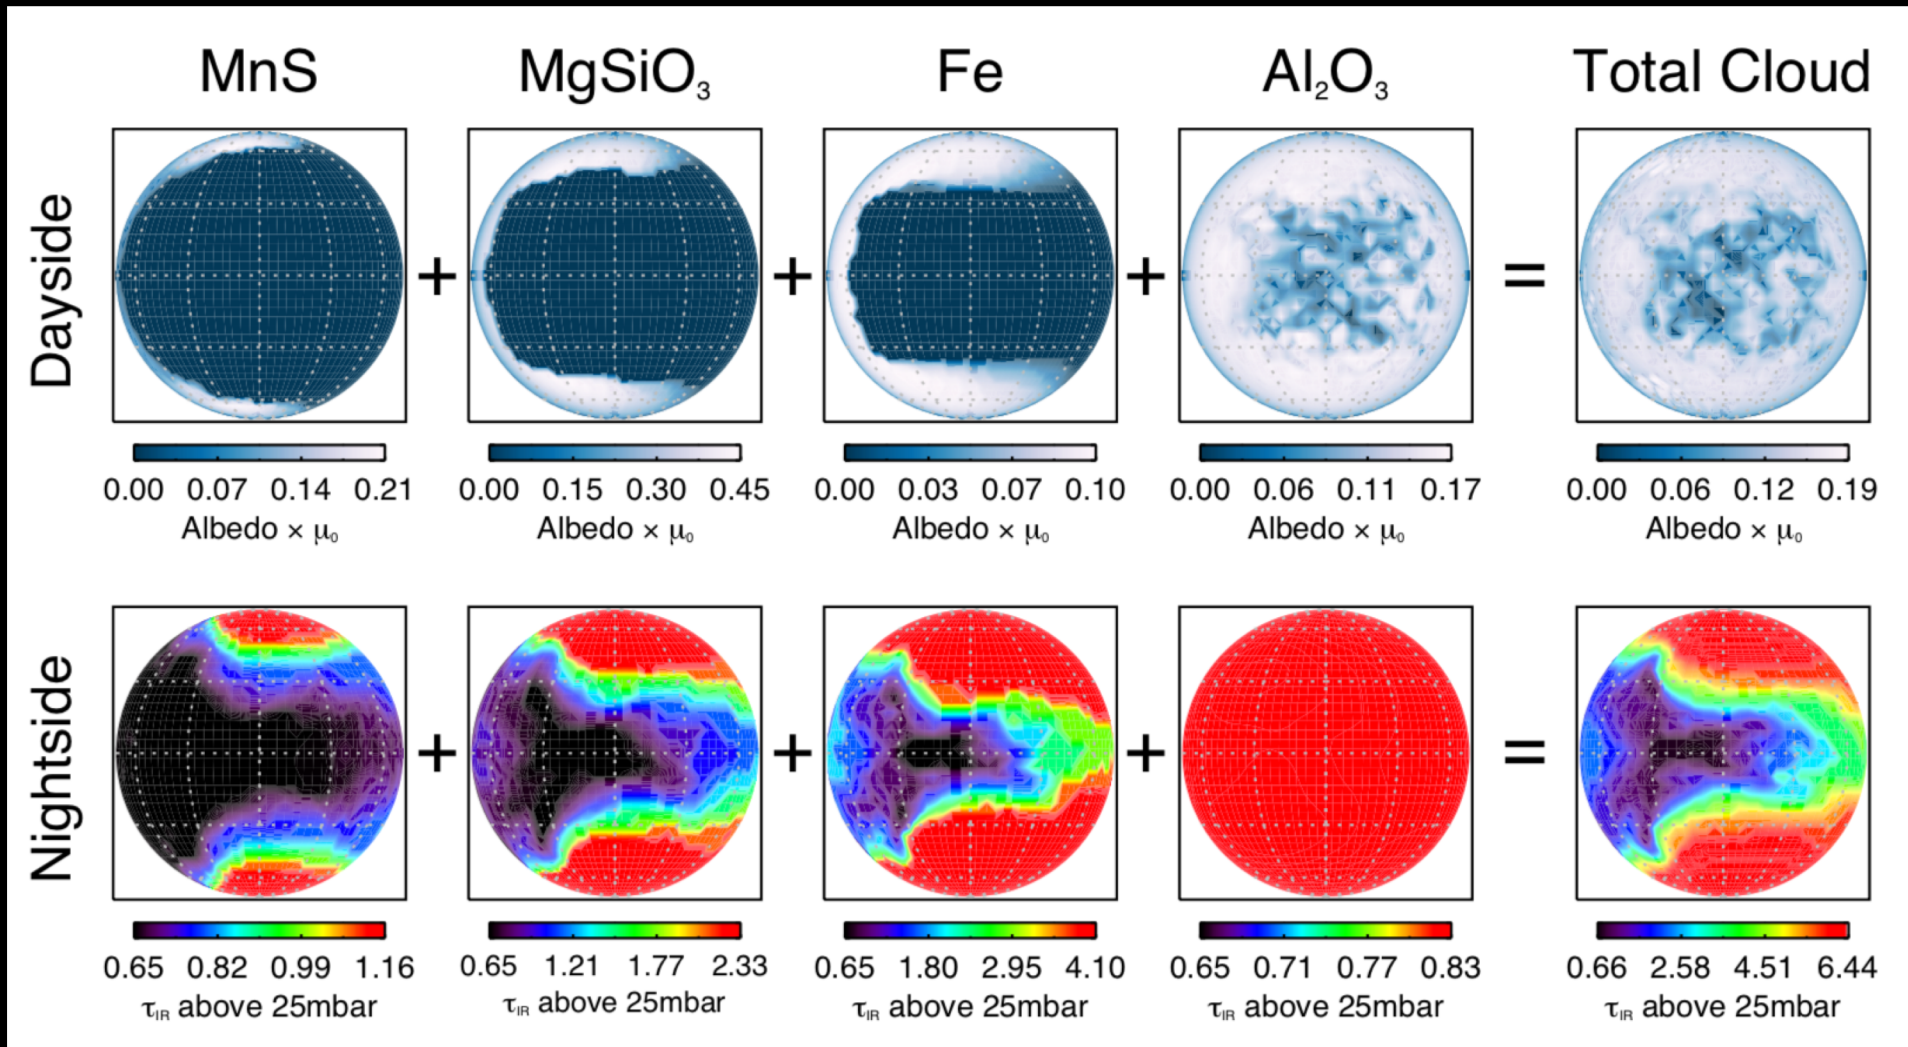 MnS MgSiO₃ Fe Al₂O₃ Total Cloud
Dayside
+ + + =
0.00 0.07 0.14 0.21 0.00 0.15 0.30 0.45 0.00 0.03 0.07 0.10 0.00 0.06 0.11 0.17 0.00 0.06 0.12 0.19
Albedo × μ₀ Albedo × μ₀ Albedo × μ₀ Albedo × μ₀ Albedo × μ₀
Nightside
+ + + =
0.65 0.82 0.99 1.16 0.65 1.21 1.77 2.33 0.65 1.80 2.95 4.10 0.65 0.71 0.77 0.83 0.66 2.58 4.51 6.44
τIR above 25mbar τIR above 25mbar τIR above 25mbar τIR above 25mbar τIR above 25mbar